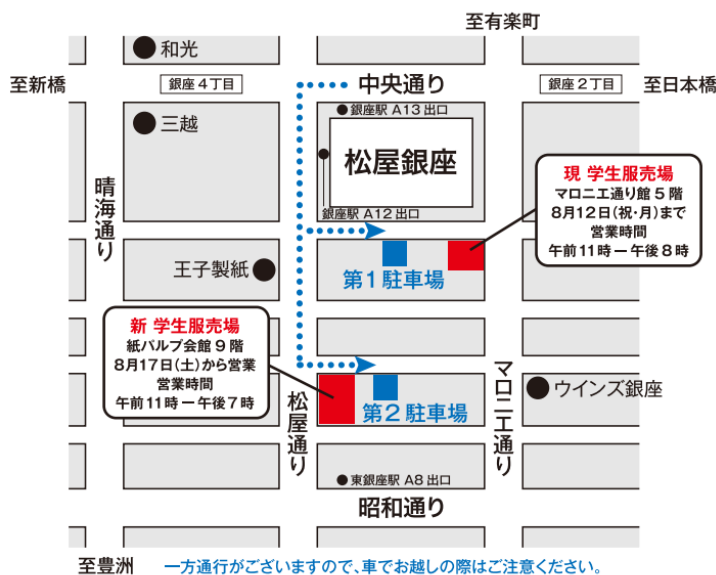 至有楽町
和光
至新橋
銀座4丁目
中央通り
銀座2丁目
至日本橋
三越
銀座駅 A13出口
松屋銀座
銀座駅 A12出口
晴海通り
現 学生服売場
マロニエ通り館5階
8月12日(祝・月)まで
営業時間
午前11時ー午後8時
王子製紙
第1駐車場
新 学生服売場
紙パルプ会館9階
8月17日(土)から営業
営業時間
午前11時ー午後7時
松屋通り
第2駐車場
マロニエ通り
ウインズ銀座
東銀座駅 A8出口
昭和通り
至豊洲
一方通行がございますので、車でお越しの際はご注意ください。